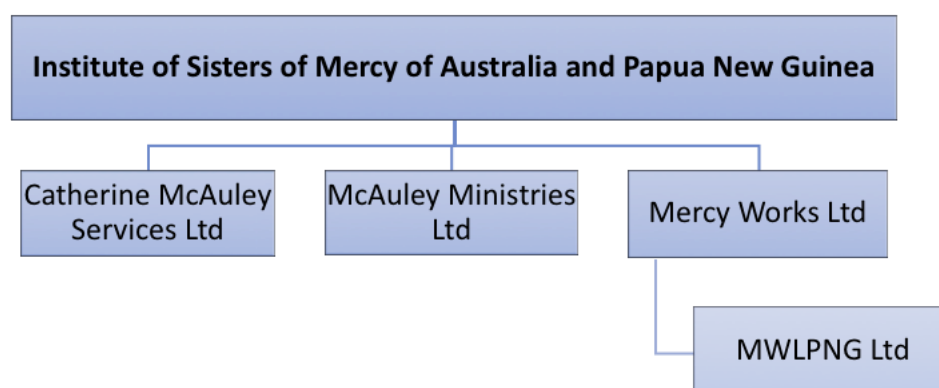 Institute of Sisters of Mercy of Australia and Papua New Guinea
Catherine McAuley
Services Ltd
McAuley Ministries
Ltd
Mercy Works Ltd
MWLPNG Ltd